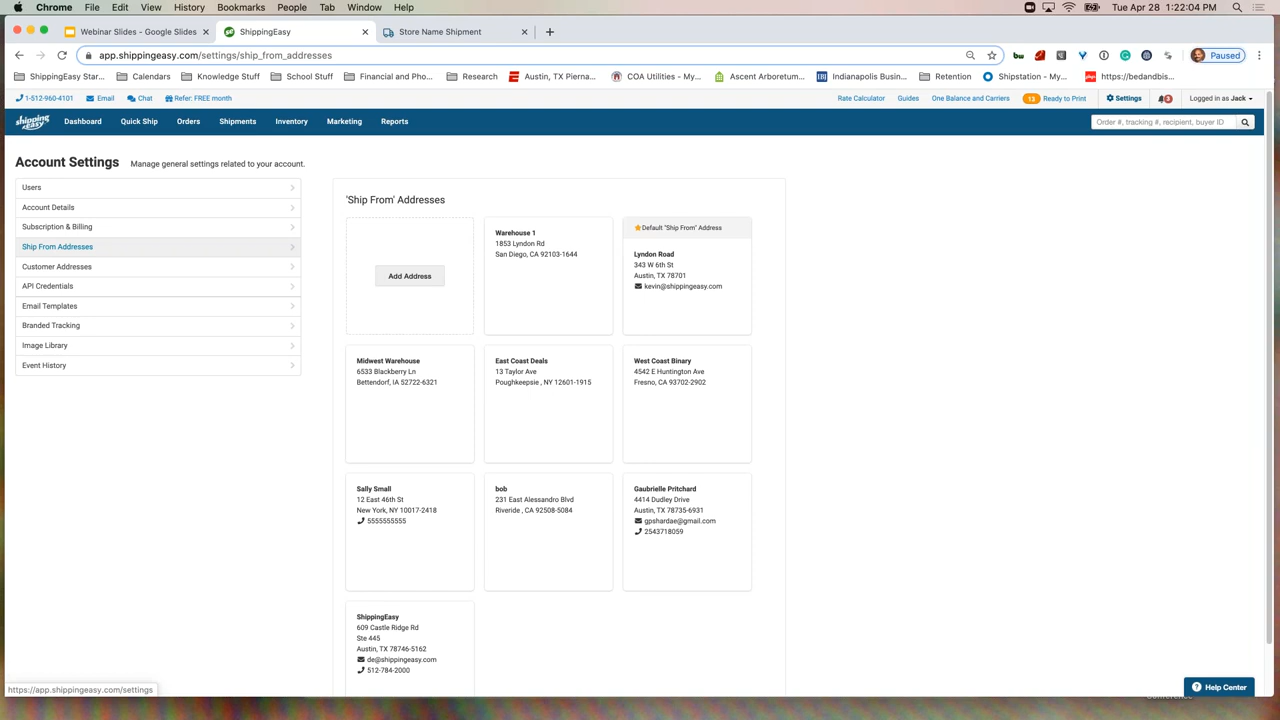 Chrome File Edit View History Bookmarks People Tab Window Help
Tue Apr 28 1:22:04 PM
Webinar Slides - Google Slides
ShippingEasy
Store Name Shipment
app.shippingeasy.com/settings/ship_from_addresses
Paused
ShippingEasy Star...
Calendars
Knowledge Stuff
School Stuff
Financial and Pho...
Research
Austin, TX Pierna...
COA Utilities - My...
Ascent Arboretum...
Indianapolis Busin...
Retention
Shipstation - My...
https://bedandbis...
1-512-960-4101 Email Chat Refer: FREE month
Rate Calculator Guides One Balance and Carriers 13 Ready to Print Settings 3 Logged in as Jack
shipping easy
Dashboard Quick Ship Orders Shipments Inventory Marketing Reports
Order #, tracking #, recipient, buyer ID
Account Settings Manage general settings related to your account.
Users
Account Details
Subscription & Billing
Ship From Addresses
Customer Addresses
API Credentials
Email Templates
Branded Tracking
Image Library
Event History
'Ship From' Addresses
Add Address
Warehouse 1
1853 Lyndon Rd
San Diego, CA 92103-1644
Default "Ship From" Address
Lyndon Road
343 W 6th St
Austin, TX 78701
kevin@shippingeasy.com
Midwest Warehouse
6533 Blackberry Ln
Bettendorf, IA 52722-6321
East Coast Deals
13 Taylor Ave
Poughkeepsie , NY 12601-1915
West Coast Binary
4542 E Huntington Ave
Fresno, CA 93702-2902
Sally Small
12 East 46th St
New York, NY 10017-2418
5555555555
bob
231 East Alessandro Blvd
Riveride , CA 92508-5084
Gaubrielle Pritchard
4414 Dudley Drive
Austin, TX 78735-6931
gpshardae@gmail.com
2543718059
ShippingEasy
609 Castle Ridge Rd
Ste 445
Austin, TX 78746-5162
de@shippingeasy.com
512-784-2000
https://app.shippingeasy.com/settings
Help Center